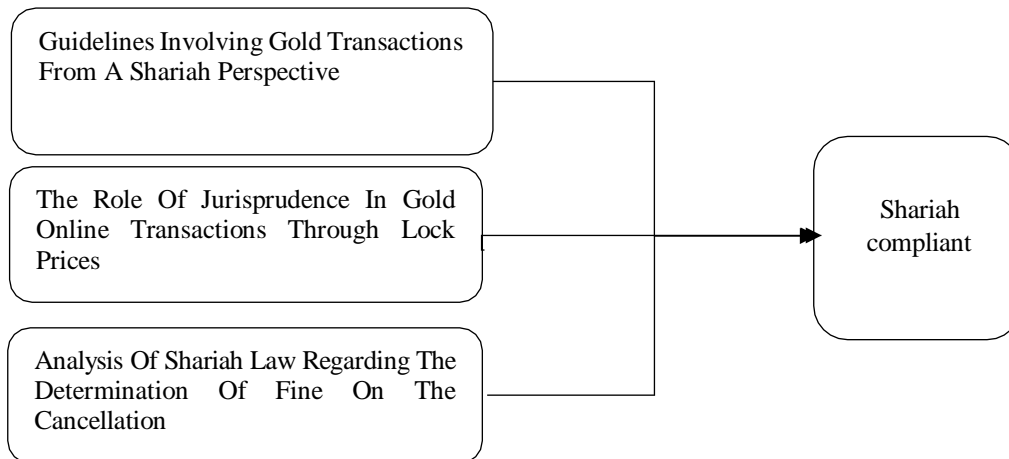 Guidelines Involving Gold Transactions
From A Shariah Perspective
The Role Of Jurisprudence In Gold
Online Transactions Through Lock
Prices
Analysis Of Shariah Law Regarding The
Determination Of Fine On The
Cancellation
Shariah
compliant